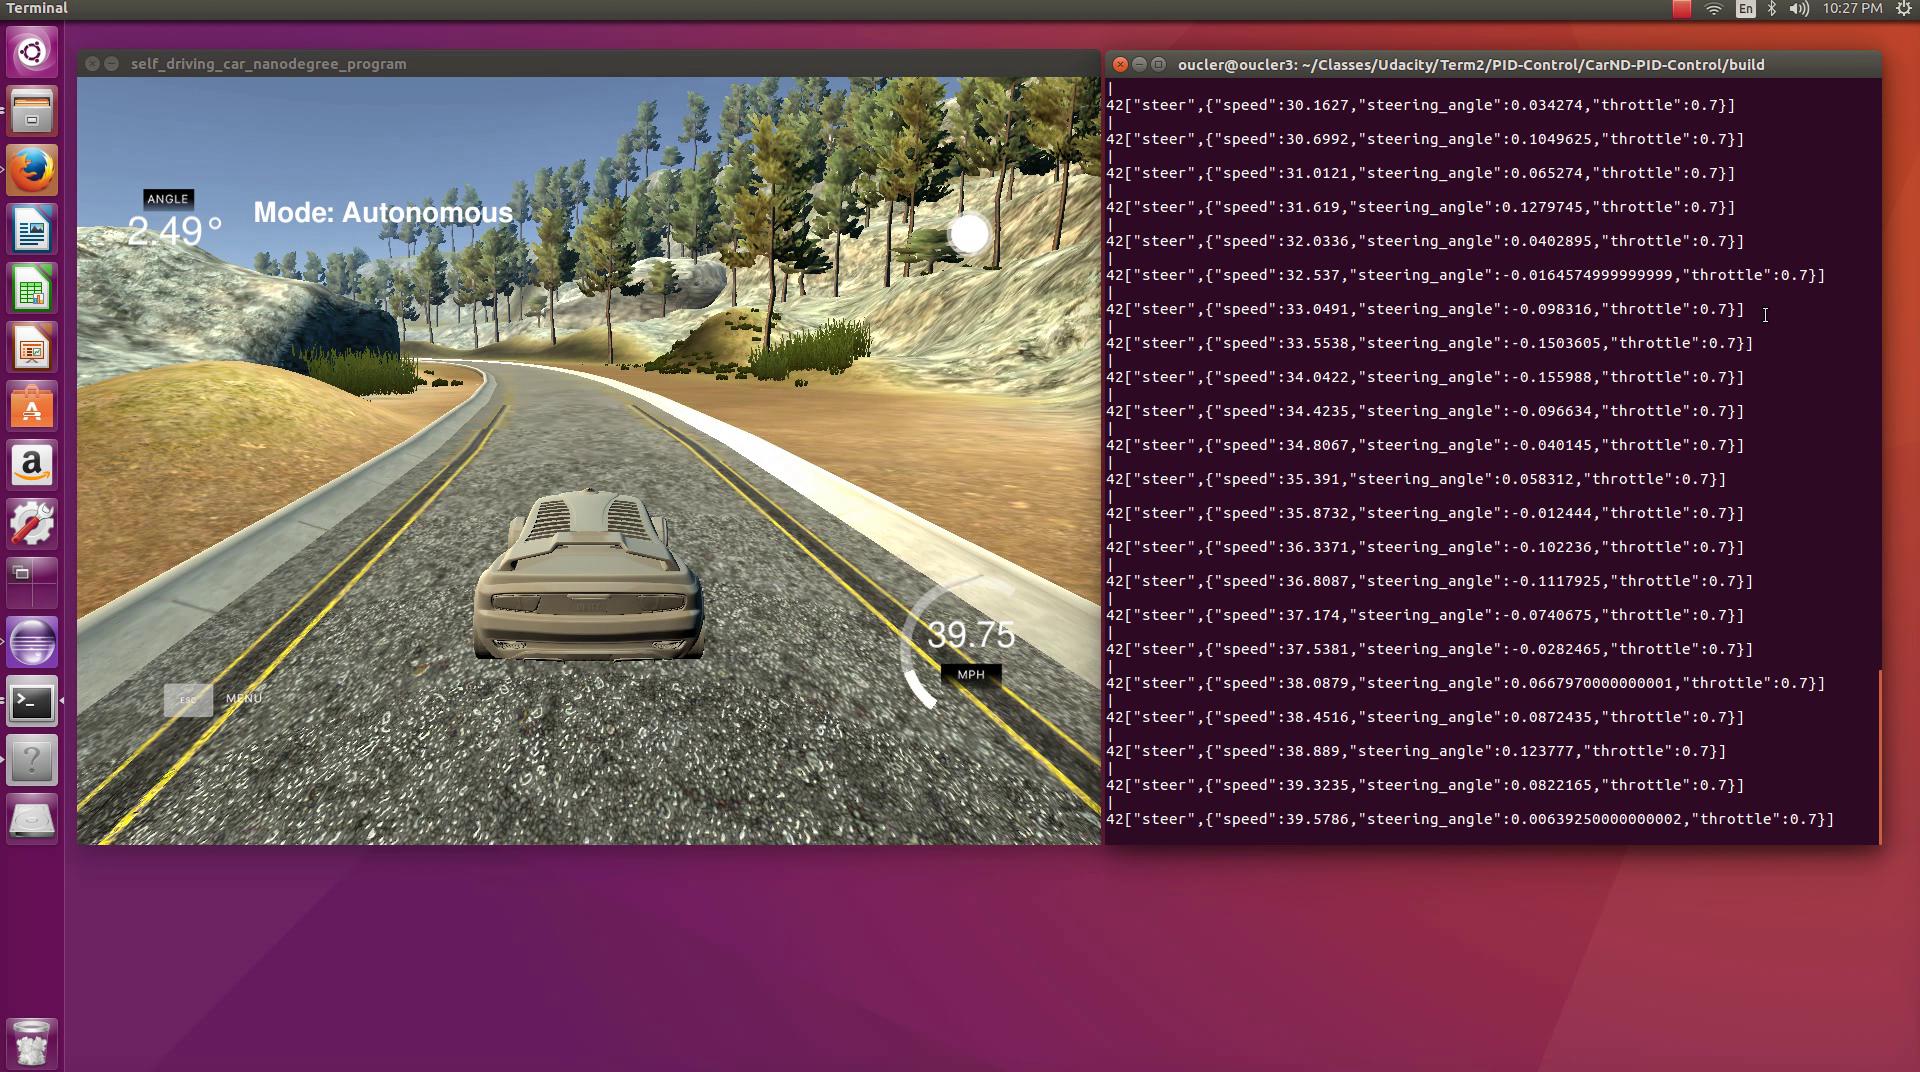 Terminal
En
10:27 PM
self_driving_car_nanodegree_program
ANGLE
2.49°
Mode: Autonomous
39.75
MPH
ESC
MENU
oucler@oucler3: ~/Classes/Udacity/Term2/PID-Control/CarND-PID-Control/build
|
42["steer",{"speed":30.1627,"steering_angle":0.034274,"throttle":0.7}]
|
42["steer",{"speed":30.6992,"steering_angle":0.1049625,"throttle":0.7}]
|
42["steer",{"speed":31.0121,"steering_angle":0.065274,"throttle":0.7}]
|
42["steer",{"speed":31.619,"steering_angle":0.1279745,"throttle":0.7}]
|
42["steer",{"speed":32.0336,"steering_angle":0.0402895,"throttle":0.7}]
|
42["steer",{"speed":32.537,"steering_angle":-0.0164574999999999,"throttle":0.7}]
|
42["steer",{"speed":33.0491,"steering_angle":-0.098316,"throttle":0.7}]
|
42["steer",{"speed":33.5538,"steering_angle":-0.1503605,"throttle":0.7}]
|
42["steer",{"speed":34.0422,"steering_angle":-0.155988,"throttle":0.7}]
|
42["steer",{"speed":34.4235,"steering_angle":-0.096634,"throttle":0.7}]
|
42["steer",{"speed":34.8067,"steering_angle":-0.040145,"throttle":0.7}]
|
42["steer",{"speed":35.391,"steering_angle":0.058312,"throttle":0.7}]
|
42["steer",{"speed":35.8732,"steering_angle":-0.012444,"throttle":0.7}]
|
42["steer",{"speed":36.3371,"steering_angle":-0.102236,"throttle":0.7}]
|
42["steer",{"speed":36.8087,"steering_angle":-0.1117925,"throttle":0.7}]
|
42["steer",{"speed":37.174,"steering_angle":-0.0740675,"throttle":0.7}]
|
42["steer",{"speed":37.5381,"steering_angle":-0.0282465,"throttle":0.7}]
|
42["steer",{"speed":38.0879,"steering_angle":0.0667970000000001,"throttle":0.7}]
|
42["steer",{"speed":38.4516,"steering_angle":0.0872435,"throttle":0.7}]
|
42["steer",{"speed":38.889,"steering_angle":0.123777,"throttle":0.7}]
|
42["steer",{"speed":39.3235,"steering_angle":0.0822165,"throttle":0.7}]
|
42["steer",{"speed":39.5786,"steering_angle":0.00639250000000002,"throttle":0.7}]